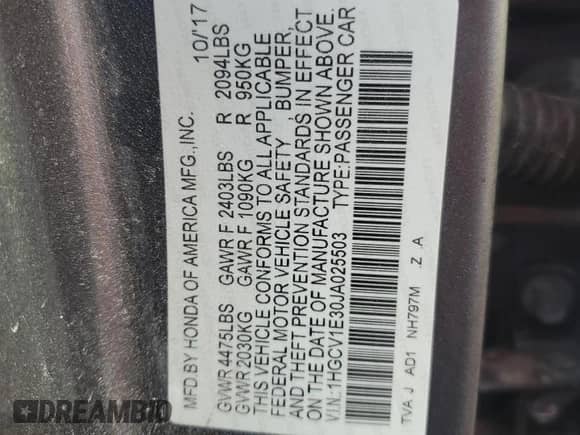 MFD.BY HONDA OF AMERICA MFG.,INC. 10/'17
GVWR 4475LBS GAWR F 2403LBS R 2094LBS
GVWR 2030KG GAWR F 1090KG R 950KG
THIS VEHICLE CONFORMS TO ALL APPLICABLE
FEDERAL MOTOR VEHICLE SAFETY, BUMPER,
AND THEFT PREVENTION STANDARDS IN EFFECT
ON THE DATE OF MANUFACTURE SHOWN ABOVE.
V.I.N.:1HGCV1E30JA025503 TYPE:PASSENGER CAR
TVA J AD1 NH797M .Z .A
DREAMBID